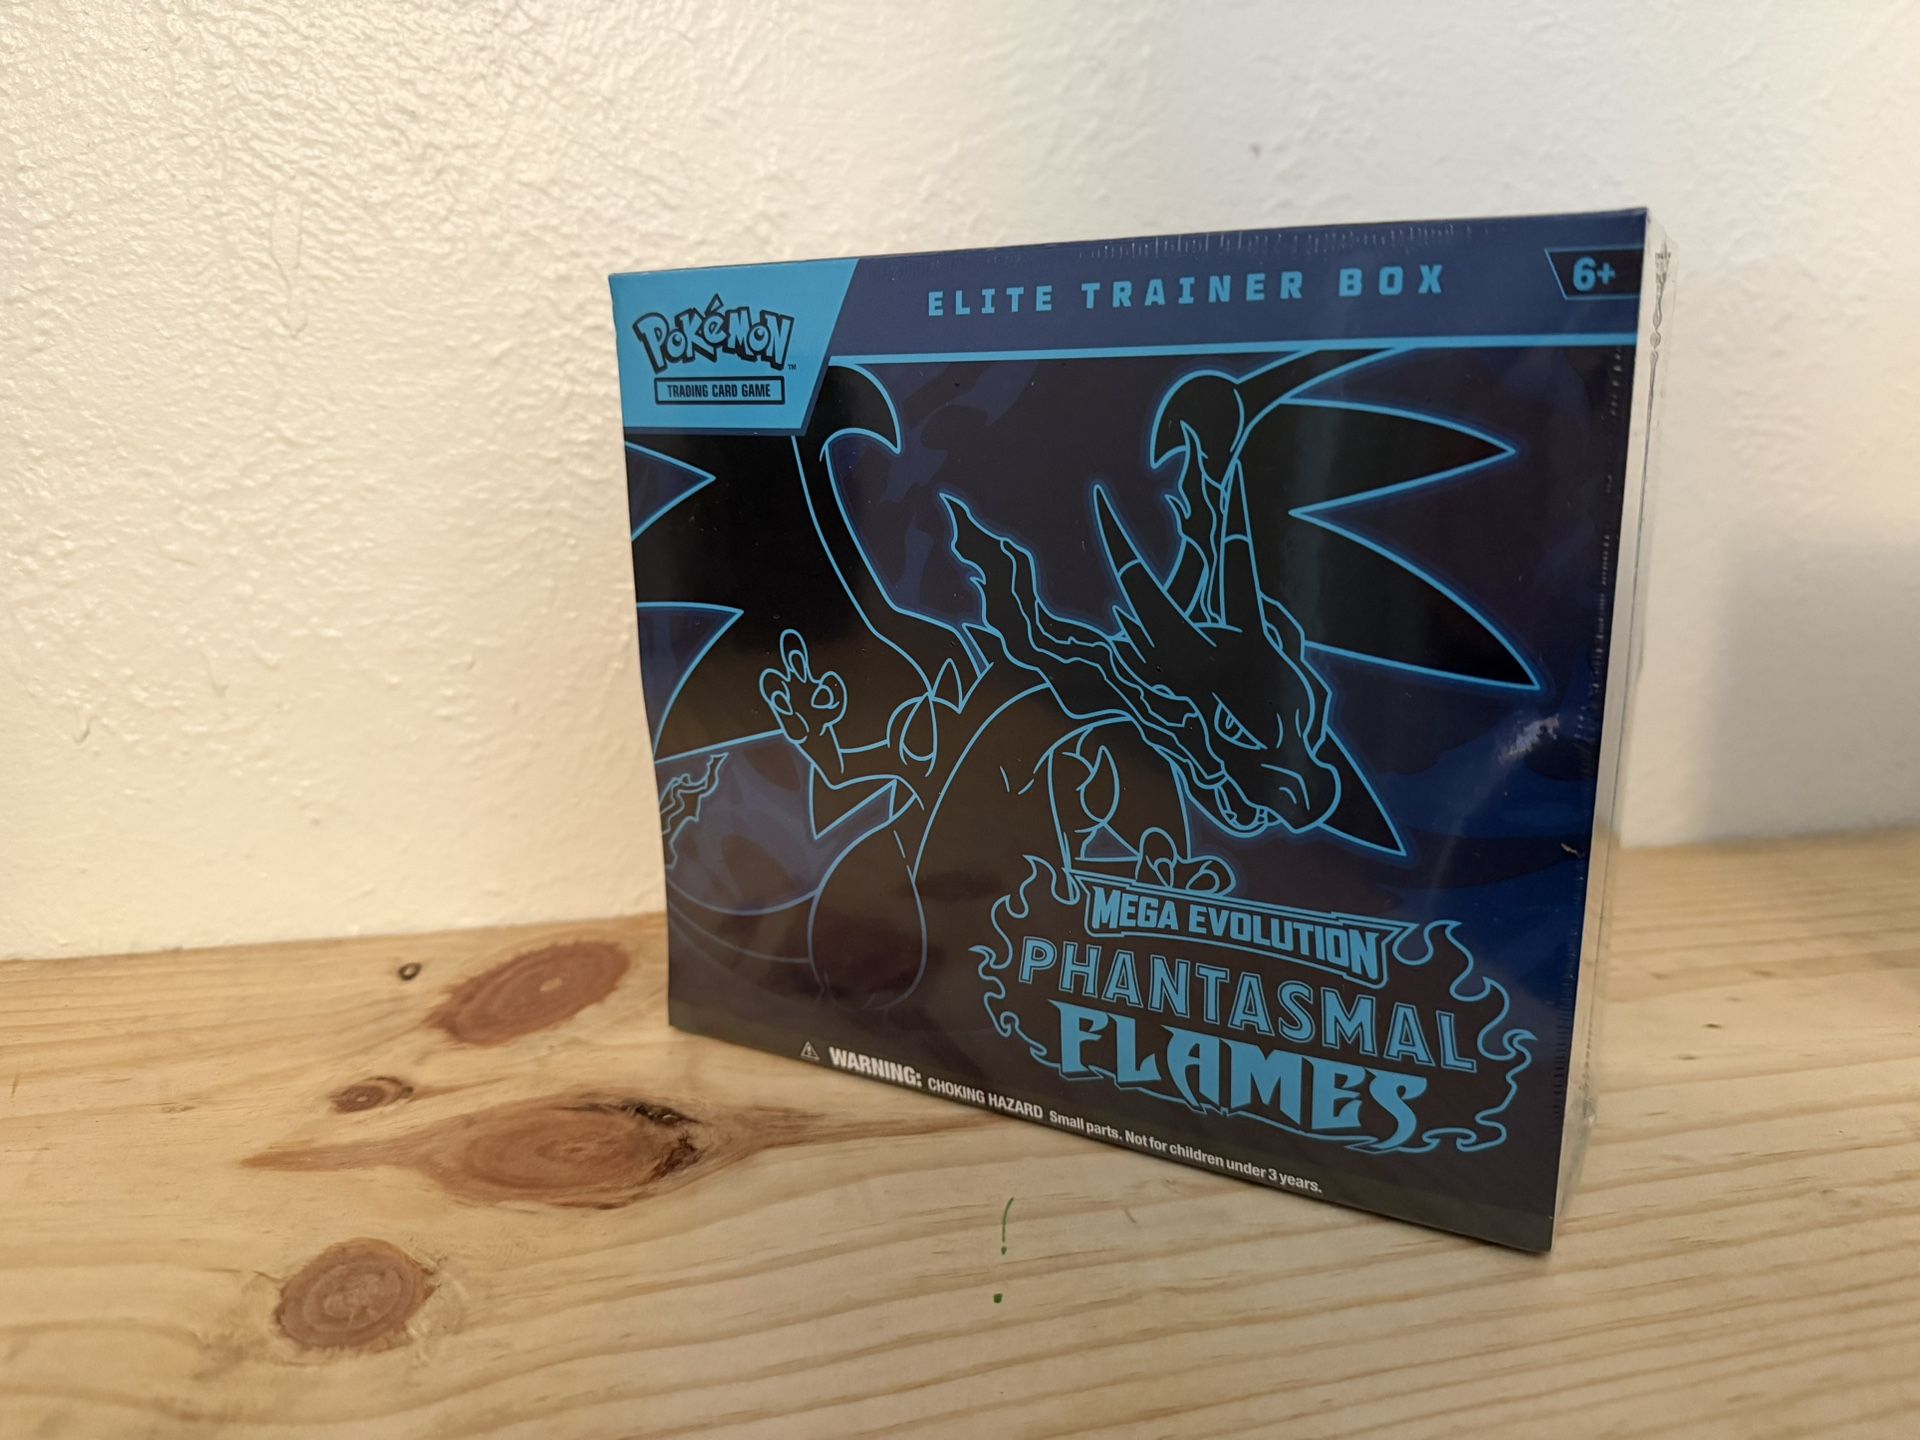 ELITE TRAINER BOX
6+
Pokémon™
TRADING CARD GAME
MEGA EVOLUTION
PHANTASMAL
FLAMES
⚠ WARNING: CHOKING HAZARD Small parts. Not for children under 3 years.